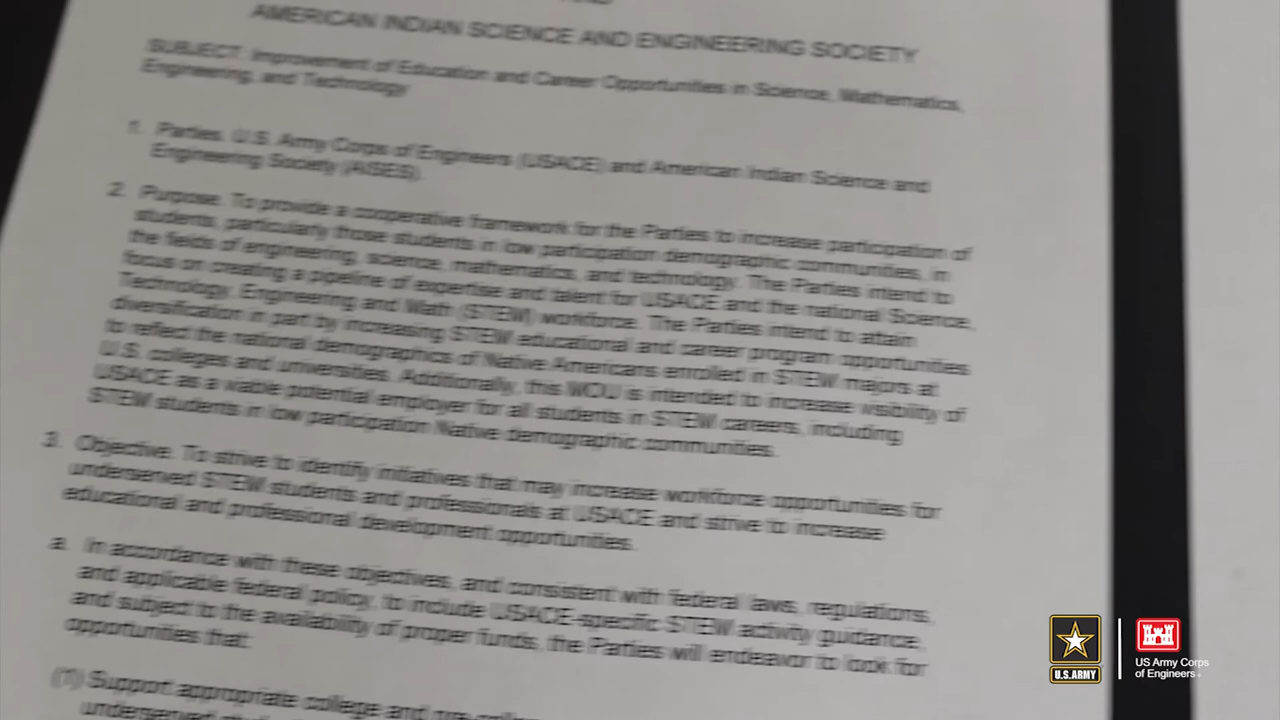 AND
AMERICAN INDIAN SCIENCE AND ENGINEERING SOCIETY
SUBJECT: Improvement of Education and Career Opportunities in Science, Mathematics,
Engineering, and Technology
1. Parties. U.S. Army Corps of Engineers (USACE) and American Indian Science and
Engineering Society (AISES).
2. Purpose. To provide a cooperative framework for the Parties to increase participation of
students, particularly those students in low participation demographic communities, in
the fields of engineering, science, mathematics, and technology. The Parties intend to
focus on creating a pipeline of expertise and talent for USACE and the national Science,
Technology, Engineering and Math (STEM) workforce. The Parties intend to attain
diversification in part by increasing STEM educational and career program opportunities
to reflect the national demographics of Native Americans enrolled in STEM majors at
U.S. colleges and universities. Additionally, this MOU is intended to increase visibility of
USACE as a viable potential employer for all students in STEM careers, including
STEM students in low participation Native demographic communities.
3. Objective. To strive to identify initiatives that may increase workforce opportunities for
underserved STEM students and professionals at USACE and strive to increase
educational and professional development opportunities.
a. In accordance with these objectives, and consistent with federal laws, regulations,
and applicable federal policy, to include USACE-specific STEM activity guidance,
and subject to the availability of proper funds, the Parties will endeavor to look for
opportunities that:
(1) Support appropriate college and
underserved
U.S.ARMY
US Army Corps
of Engineers